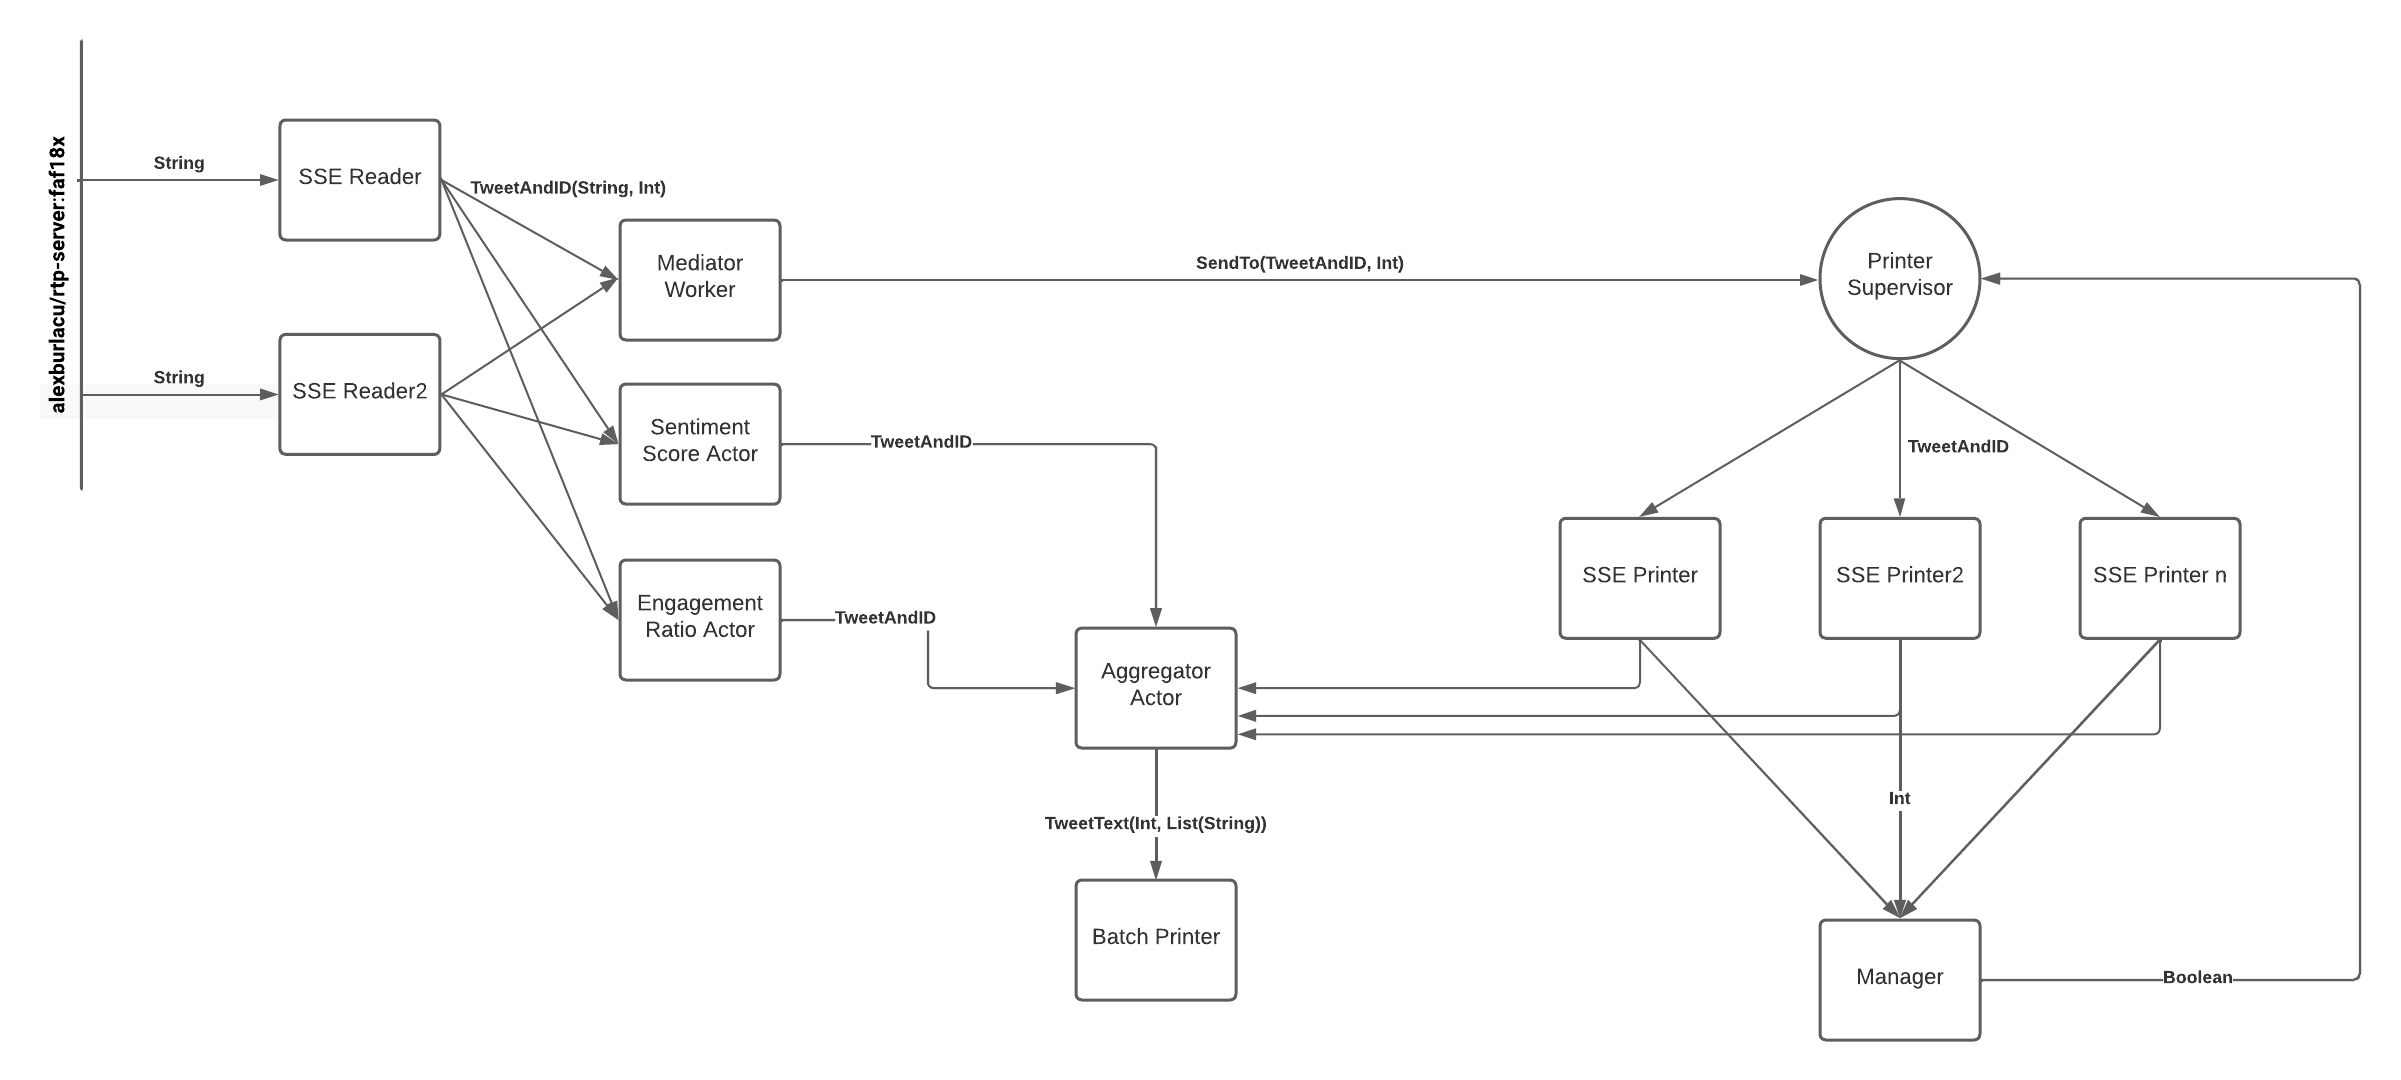 alexburlacu/rtp-server:faf18x
String
SSE Reader
TweetAndID(String, Int)
String
SSE Reader2
Mediator
Worker
SendTo(TweetAndID, Int)
Printer
Supervisor
Sentiment
Score Actor
TweetAndID
TweetAndID
Engagement
Ratio Actor
TweetAndID
SSE Printer
SSE Printer2
SSE Printer n
Aggregator
Actor
TweetText(Int, List(String))
Int
Batch Printer
Manager
Boolean